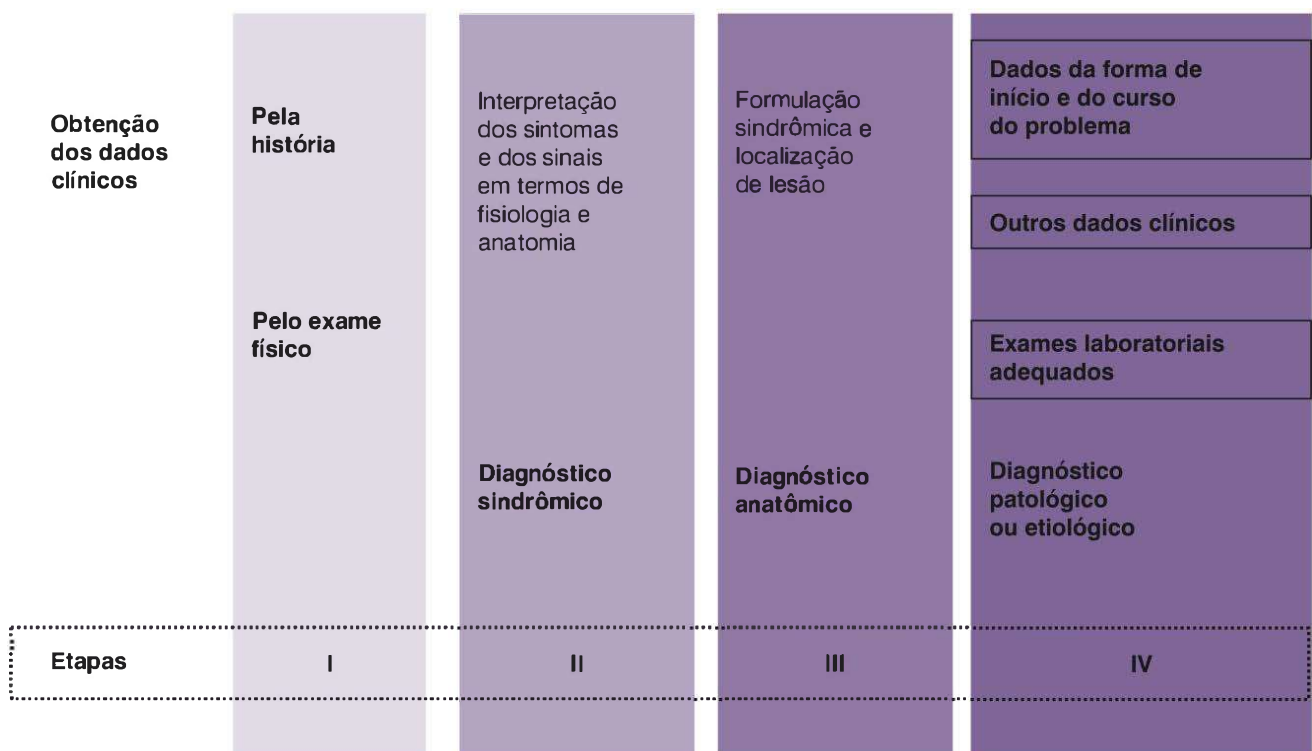 Obtenção
dos dados
clínicos
Pela
história
Pelo exame
físico
Interpretação
dos sintomas
e dos sinais
em termos de
fisiologia e
anatomia
Diagnóstico
sindrômico
Formulação
sindrômica e
localização
de lesão
Diagnóstico
anatômico
Dados da forma de
início e do curso
do problema
Outros dados clínicos
Exames laboratoriais
adequados
Diagnóstico
patológico
ou etiológico
Etapas
I
II
III
IV